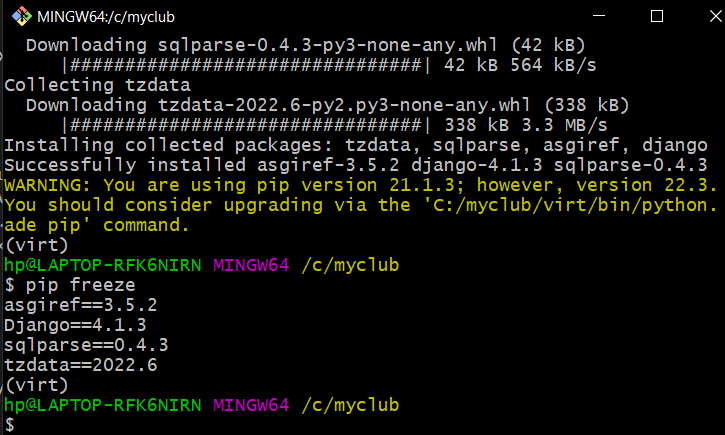 MINGW64:/c/myclub
  Downloading sqlparse-0.4.3-py3-none-any.whl (42 kB)
     |################################| 42 kB 564 kB/s
Collecting tzdata
  Downloading tzdata-2022.6-py2.py3-none-any.whl (338 kB)
     |################################| 338 kB 3.3 MB/s
Installing collected packages: tzdata, sqlparse, asgiref, django
Successfully installed asgiref-3.5.2 django-4.1.3 sqlparse-0.4.3
WARNING: You are using pip version 21.1.3; however, version 22.3.
You should consider upgrading via the 'C:/myclub/virt/bin/python.
ade pip' command.
(virt)
hp@LAPTOP-RFK6NIRN MINGW64 /c/myclub
$ pip freeze
asgiref==3.5.2
Django==4.1.3
sqlparse==0.4.3
tzdata==2022.6
(virt)
hp@LAPTOP-RFK6NIRN MINGW64 /c/myclub
$